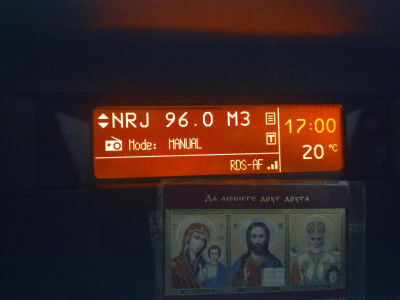 NRJ 96.0 M3
Mode: MANUAL
RDS-AF
17:00
20 °C
T
Да любите друг друга